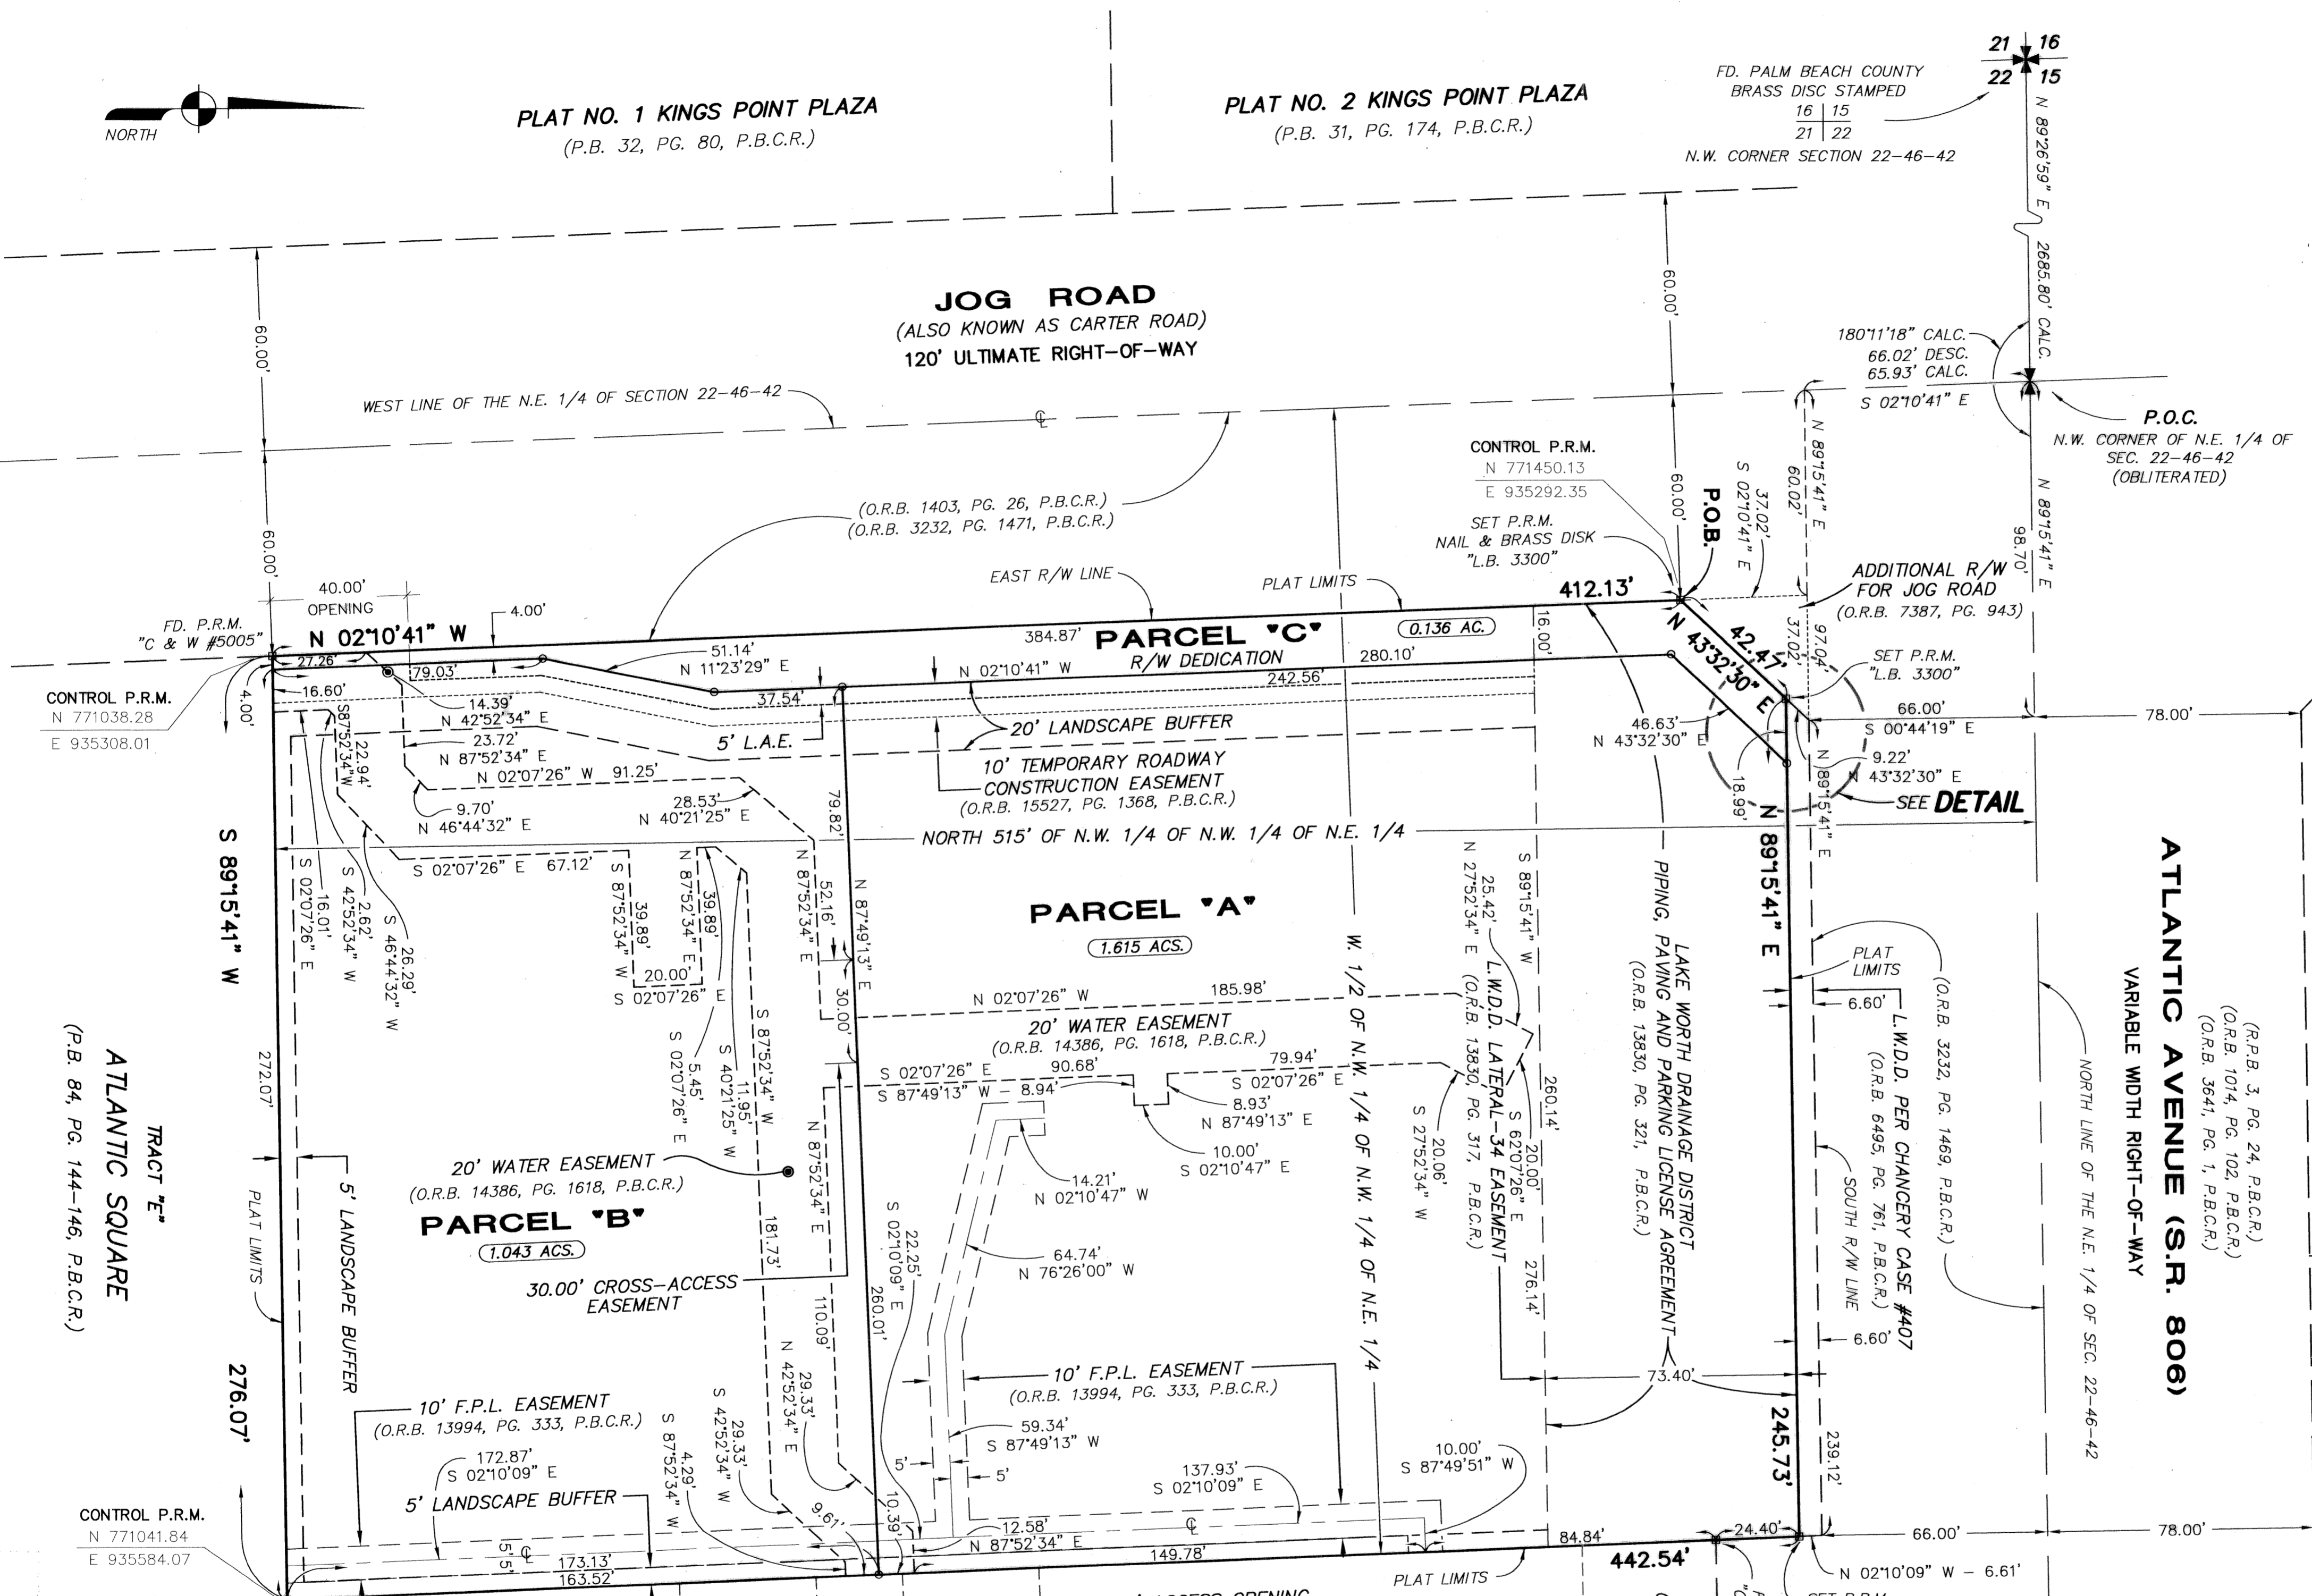 NORTH
PLAT NO. 1 KINGS POINT PLAZA
(P.B. 32, PG. 80, P.B.C.R.)
PLAT NO. 2 KINGS POINT PLAZA
(P.B. 31, PG. 174, P.B.C.R.)
FD. PALM BEACH COUNTY
BRASS DISC STAMPED
16 15
21 22
N.W. CORNER SECTION 22-46-42
21 16
22 15
N 89°26'59" E 2685.80' CALC.
JOG ROAD
(ALSO KNOWN AS CARTER ROAD)
120' ULTIMATE RIGHT-OF-WAY
60.00'
60.00'
WEST LINE OF THE N.E. 1/4 OF SECTION 22-46-42
180°11'18" CALC.
66.02' DESC.
65.93' CALC.
S 02°10'41" E
P.O.C.
N.W. CORNER OF N.E. 1/4 OF
SEC. 22-46-42
(OBLITERATED)
CONTROL P.R.M.
N 771450.13
E 935292.35
SET P.R.M.
NAIL & BRASS DISK
"L.B. 3300"
60.00'
P.O.B.
S 02°10'41" E
37.02'
N 89°15'41" E
60.02'
N 89°15'41" E
98.70'
(O.R.B. 1403, PG. 26, P.B.C.R.)
(O.R.B. 3232, PG. 1471, P.B.C.R.)
EAST R/W LINE
PLAT LIMITS
412.13'
ADDITIONAL R/W
FOR JOG ROAD
(O.R.B. 7387, PG. 943)
97.04'
37.02'
60.00'
40.00'
OPENING
4.00'
FD. P.R.M.
"C & W #5005"
N 02°10'41" W
27.26'
79.03'
51.14'
N 11°23'29" E
384.87'
PARCEL "C"
0.136 AC.
R/W DEDICATION
N 02°10'41" W
280.10'
242.56'
16.00'
42.47'
N 43°32'30" E
SET P.R.M.
"L.B. 3300"
CONTROL P.R.M.
N 771038.28
E 935308.01
4.00'
16.60'
14.39'
N 42°52'34" E
37.54'
5' L.A.E.
20' LANDSCAPE BUFFER
46.63'
N 43°32'30" E
66.00'
S 00°44'19" E
78.00'
9.22'
N 43°32'30" E
18.99'
N 89°15'41" E
SEE DETAIL
S87°52'34"W
22.94'
23.72'
N 87°52'34" E
N 02°07'26" W 91.25'
9.70'
N 46°44'32" E
28.53'
N 40°21'25" E
79.82'
10' TEMPORARY ROADWAY
CONSTRUCTION EASEMENT
(O.R.B. 15527, PG. 1368, P.B.C.R.)
NORTH 515' OF N.W. 1/4 OF N.W. 1/4 OF N.E. 1/4
S 89°15'41" W
S 02°07'26" E
16.01'
S 42°52'34" W
2.62'
S 46°44'32" W
26.29'
S 02°07'26" E 67.12'
S 87°52'34" W
39.89'
20.00'
S 02°07'26" E
N 87°52'34" E
39.89'
N 87°52'34" E
52.16'
N 87°49'13" E
30.00'
PARCEL "A"
1.615 ACS.
N 27°52'34" E
25.42'
S 89°15'41" W
N 89°15'41" E
PLAT
LIMITS
6.60'
N 02°07'26" W 185.98'
20' WATER EASEMENT
(O.R.B. 14386, PG. 1618, P.B.C.R.)
S 02°07'26" E 90.68'
S 87°49'13" W - 8.94'
79.94'
S 02°07'26" E
8.93'
N 87°49'13" E
10.00'
S 02°10'47" E
14.21'
N 02°10'47" W
S 02°07'26" E
5.45'
S 40°21'25" W
11.95'
S 87°52'34" W
181.73'
20' WATER EASEMENT
(O.R.B. 14386, PG. 1618, P.B.C.R.)
PARCEL "B"
1.043 ACS.
30.00' CROSS-ACCESS
EASEMENT
N 87°52'34" E
110.09'
S 02°10'09" E
22.25'
260.01'
64.74'
N 76°26'00" W
W. 1/2 OF N.W. 1/4 OF N.W. 1/4 OF N.E. 1/4
L.W.D.D. LATERAL-34 EASEMENT
(O.R.B. 13830, PG. 317, P.B.C.R.)
S 27°52'34" W
20.06'
S 62°07'26" E
20.00'
260.14'
276.14'
LAKE WORTH DRAINAGE DISTRICT
PIPING, PAVING AND PARKING LICENSE AGREEMENT
(O.R.B. 13830, PG. 321, P.B.C.R.)
L.W.D.D. PER CHANCERY CASE #407
(O.R.B. 6495, PG. 761, P.B.C.R.)
(O.R.B. 3232, PG. 1469, P.B.C.R.)
SOUTH R/W LINE
6.60'
NORTH LINE OF THE N.E. 1/4 OF SEC. 22-46-42
ATLANTIC AVENUE (S.R. 806)
VARIABLE WIDTH RIGHT-OF-WAY
(R.P.B. 3, PG. 24, P.B.C.R.)
(O.R.B. 1014, PG. 102, P.B.C.R.)
(O.R.B. 3641, PG. 1, P.B.C.R.)
TRACT "E"
ATLANTIC SQUARE
(P.B. 84, PG. 144-146, P.B.C.R.)
272.07'
PLAT LIMITS
276.07'
5' LANDSCAPE BUFFER
10' F.P.L. EASEMENT
(O.R.B. 13994, PG. 333, P.B.C.R.)
172.87'
S 02°10'09" E
5' LANDSCAPE BUFFER
S 87°52'34" W
4.29'
S 42°52'34" W
29.33'
N 42°52'34" E
29.33'
9.61'
10.39'
10' F.P.L. EASEMENT
(O.R.B. 13994, PG. 333, P.B.C.R.)
59.34'
S 87°49'13" W
5'
5'
137.93'
S 02°10'09" E
10.00'
S 87°49'51" W
73.40'
245.73'
239.12'
CONTROL P.R.M.
N 771041.84
E 935584.07
5' 5'
173.13'
163.52'
12.58'
N 87°52'34" E
149.78'
84.84'
24.40'
442.54'
66.00'
78.00'
PLAT LIMITS
N 02°10'09" W - 6.61'